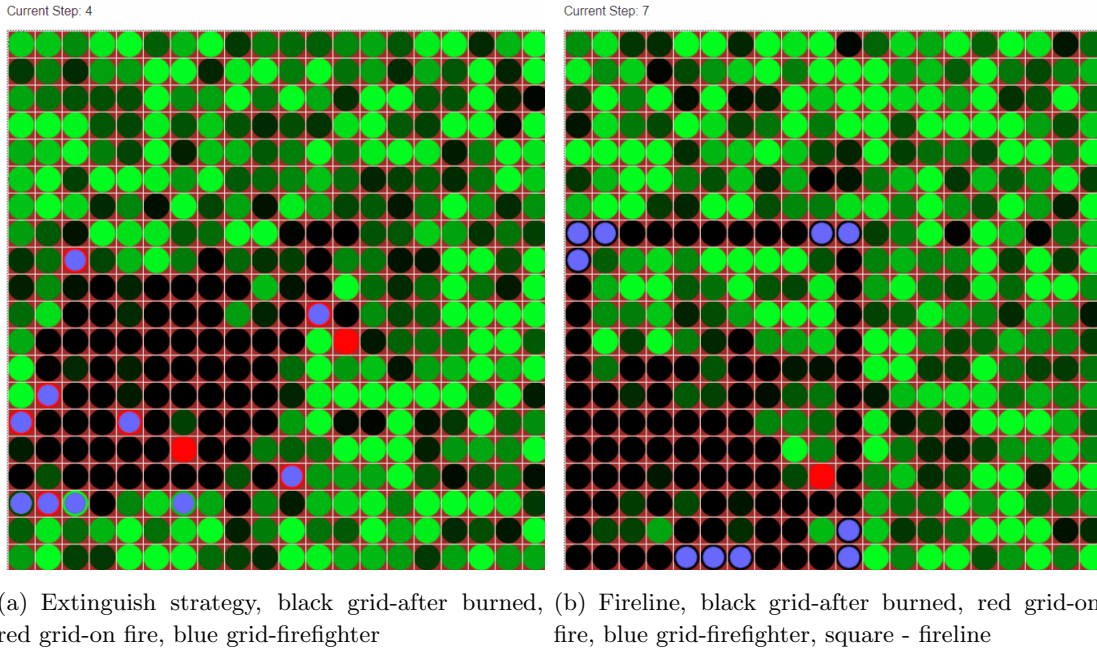 Current Step: 4
Current Step: 7
(a) Extinguish strategy, black grid-after burned,
red grid-on fire, blue grid-firefighter
(b) Fireline, black grid-after burned, red grid-on
fire, blue grid-firefighter, square - fireline